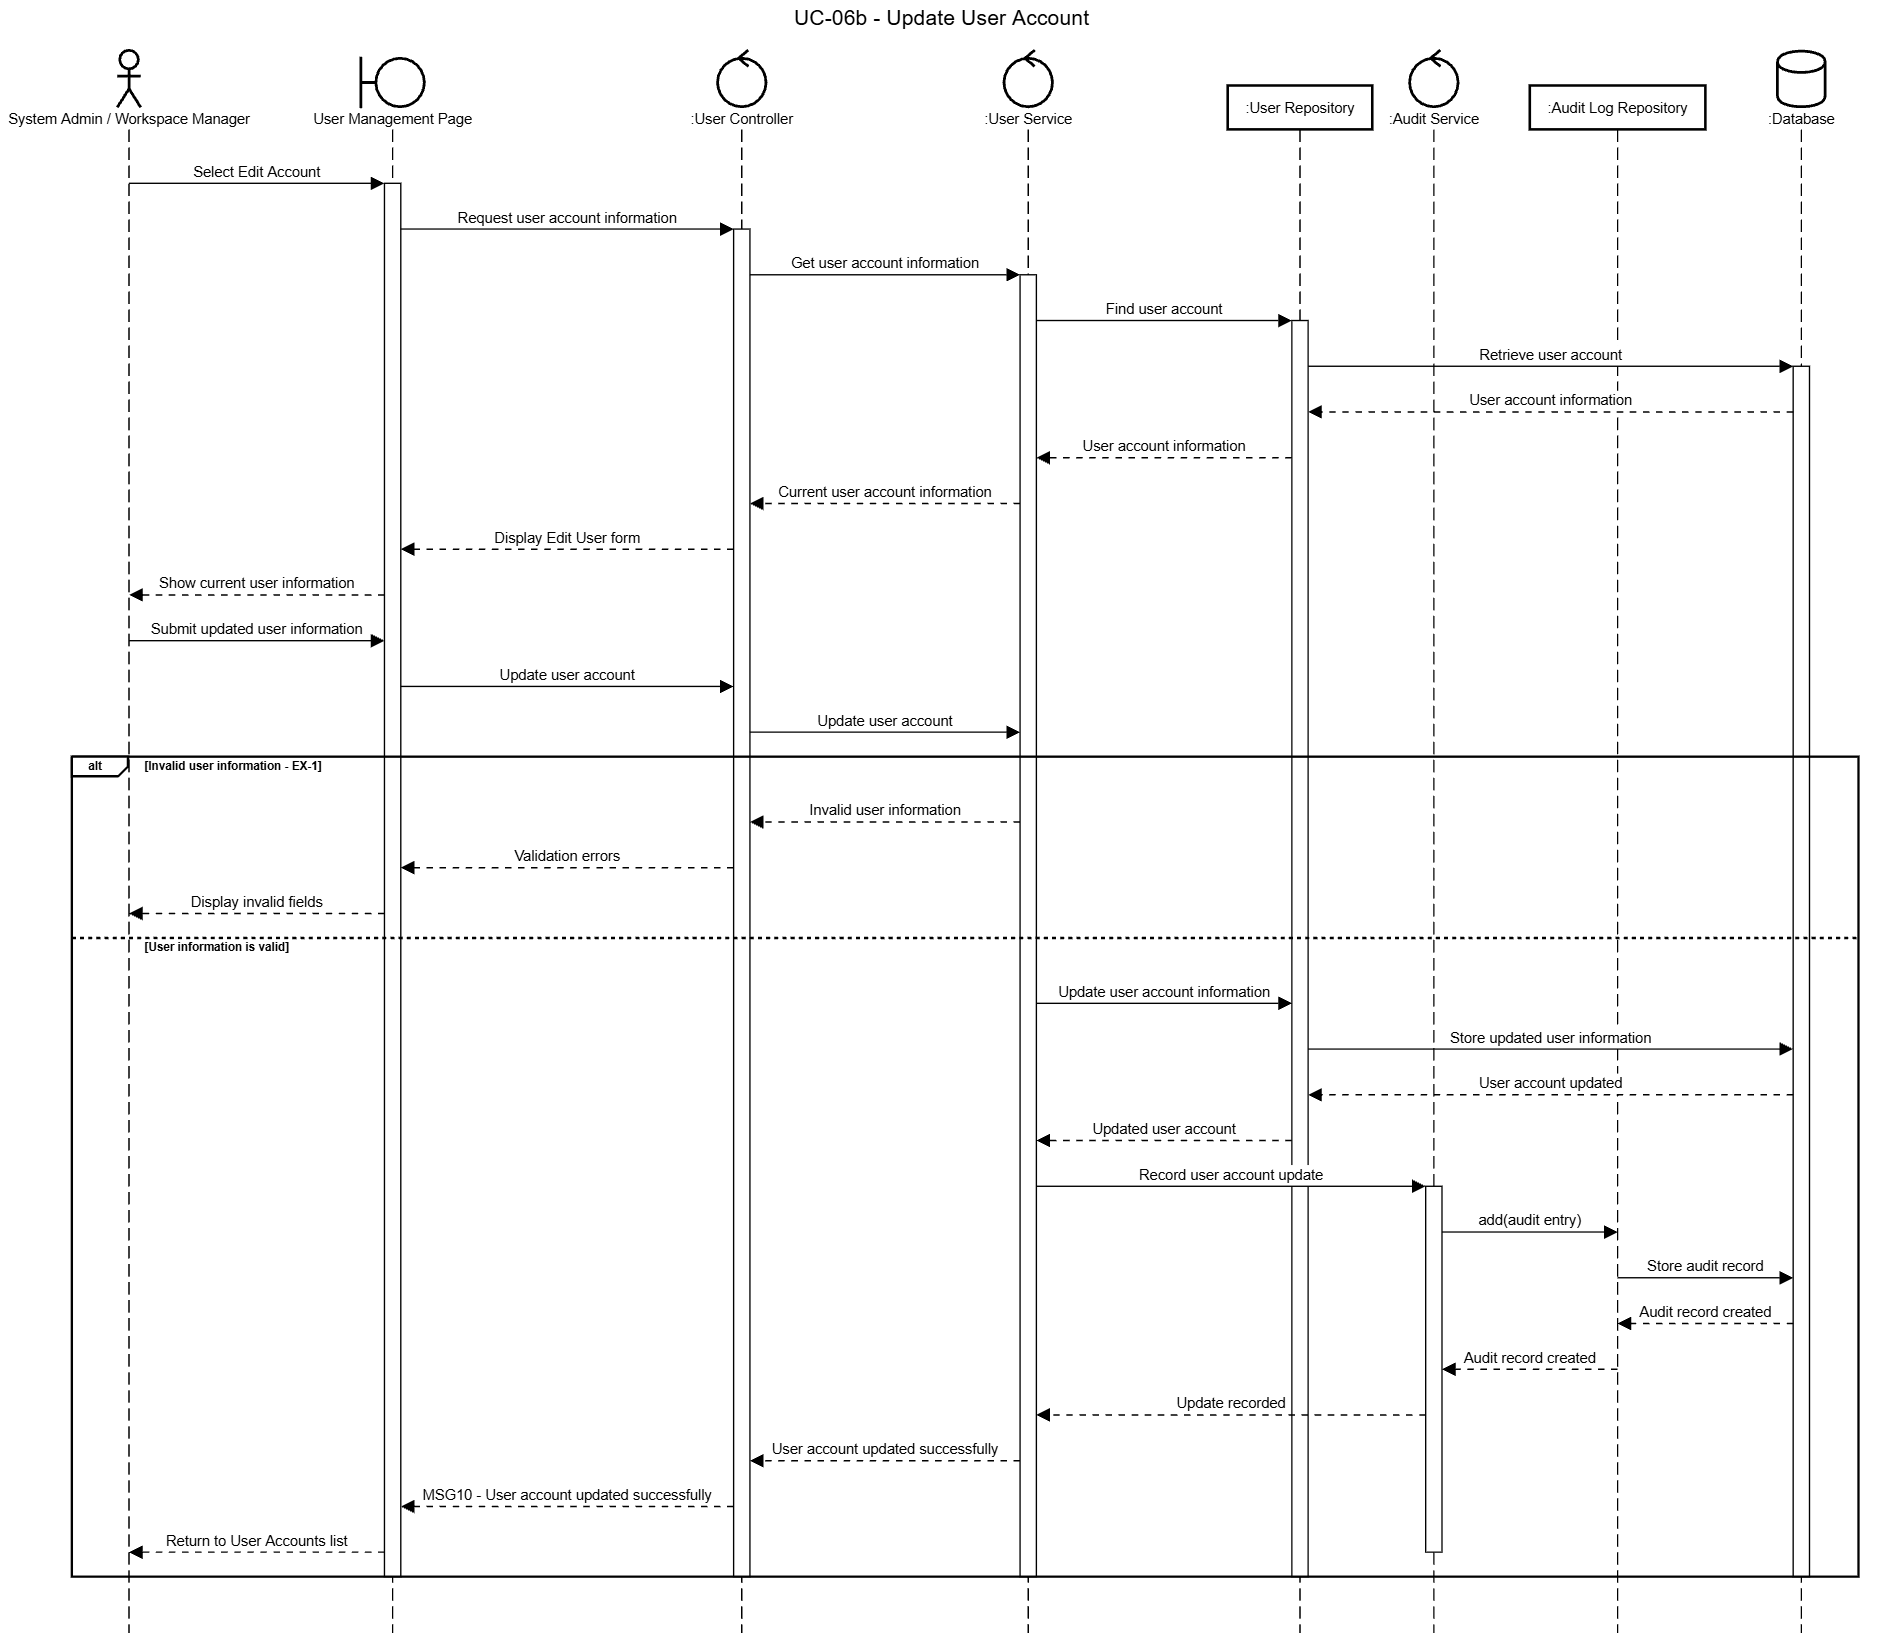 UC-06b - Update User Account
System Admin / Workspace Manager
User Management Page
:User Controller
:User Service
:User Repository
:Audit Service
:Audit Log Repository
:Database
Select Edit Account
Request user account information
Get user account information
Find user account
Retrieve user account
User account information
User account information
Current user account information
Display Edit User form
Show current user information
Submit updated user information
Update user account
Update user account
alt
[Invalid user information - EX-1]
Invalid user information
Validation errors
Display invalid fields
[User information is valid]
Update user account information
Store updated user information
User account updated
Updated user account
Record user account update
add(audit entry)
Store audit record
Audit record created
Audit record created
Update recorded
User account updated successfully
MSG10 - User account updated successfully
Return to User Accounts list